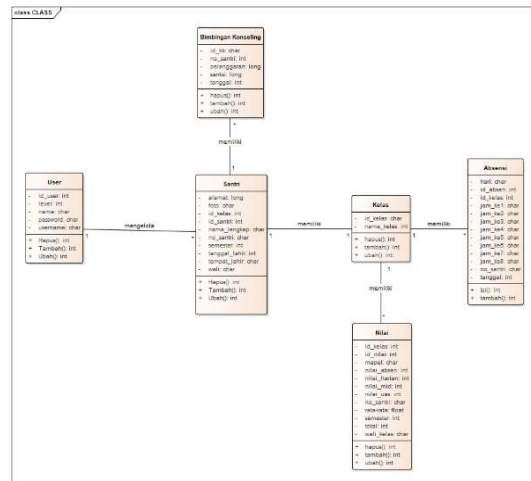 class CLASS
Bimbingan Konseling
- id_bk: char
- no_santri: int
- pelanggaran: long
- sanksi: long
- tanggal: int
+ hapus(): int
+ tambah(): int
+ ubah(): int
*
memiliki
1
User
- id_user: int
- level: int
- nama: char
- password: char
- username: char
+ Hapus(): int
+ Tambah(): int
+ Ubah(): int
1
mengelola
*
Santri
- alamat: long
- foto: char
- id_kelas: int
- id_santri: int
- nama_lengkap: char
- no_santri: char
- semester: int
- tanggal_lahir: int
- tempat_lahir: char
- wali: char
+ Hapus(): int
+ Tambah(): int
+ Ubah(): int
1
memiliki
1
Kelas
- id_kelas: char
- nama_kelas: int
+ hapus(): int
+ tambah(): int
+ ubah(): int
1
memiliki
*
Absensi
- hari: char
- id_absen: int
- id_kelas: int
- jam_ke1: char
- jam_ke2: char
- jam_ke3: char
- jam_ke4: char
- jam_ke5: char
- jam_ke6: char
- jam_ke7: char
- jam_ke8: char
- no_santri: char
- tanggal: int
+ tambah(): int
1
memiliki
*
Nilai
- id_kelas: int
- id_nilai: int
- mapel: char
- nilai_absen: int
- nilai_harian: int
- nilai_mid: int
- nilai_uas: int
- no_santri: char
- rata-rata: float
- semester: int
- total: int
- wali_kelas: char
+ hapus(): int
+ tambah(): int
+ ubah(): int